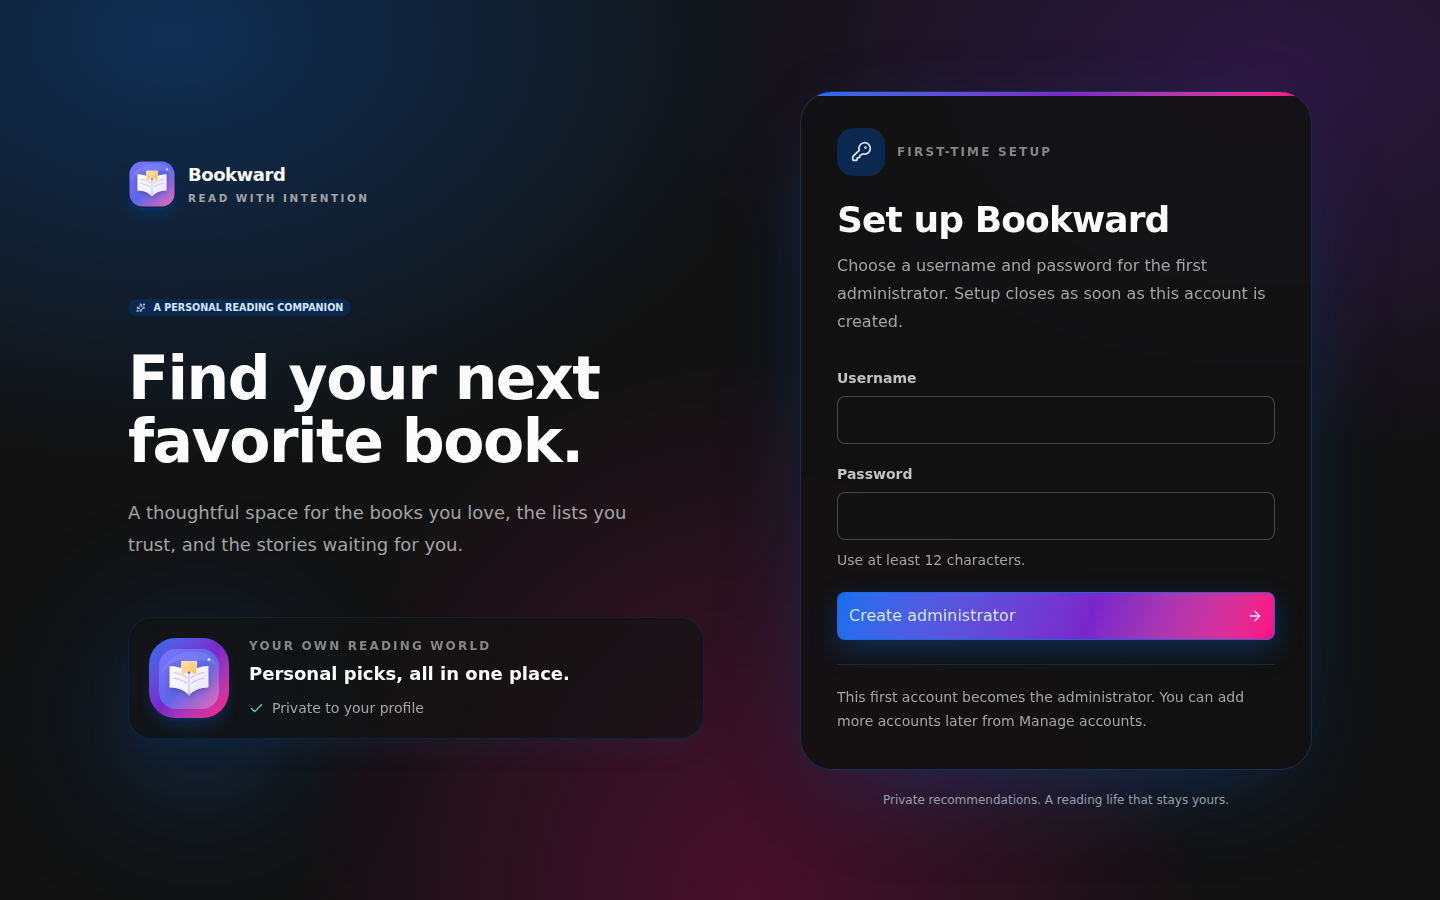 Bookward
READ WITH INTENTION
A PERSONAL READING COMPANION
Find your next
favorite book.
A thoughtful space for the books you love, the lists you
trust, and the stories waiting for you.
YOUR OWN READING WORLD
Personal picks, all in one place.
Private to your profile
FIRST-TIME SETUP
Set up Bookward
Choose a username and password for the first
administrator. Setup closes as soon as this account is
created.
Username
Password
Use at least 12 characters.
Create administrator
This first account becomes the administrator. You can add
more accounts later from Manage accounts.
Private recommendations. A reading life that stays yours.